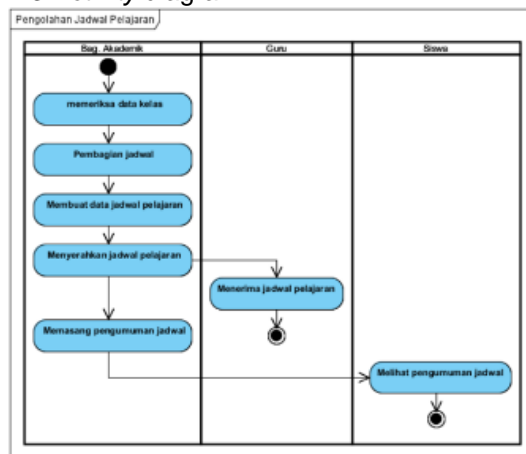 Pengolahan Jadwal Pelajaran
Bag. Akademik
Guru
Siswa
memeriksa data kelas
Pembagian jadwal
Membuat data jadwal pelajaran
Menyerahkan jadwal pelajaran
Menerima jadwal pelajaran
Memasang pengumuman jadwal
Melihat pengumuman jadwal